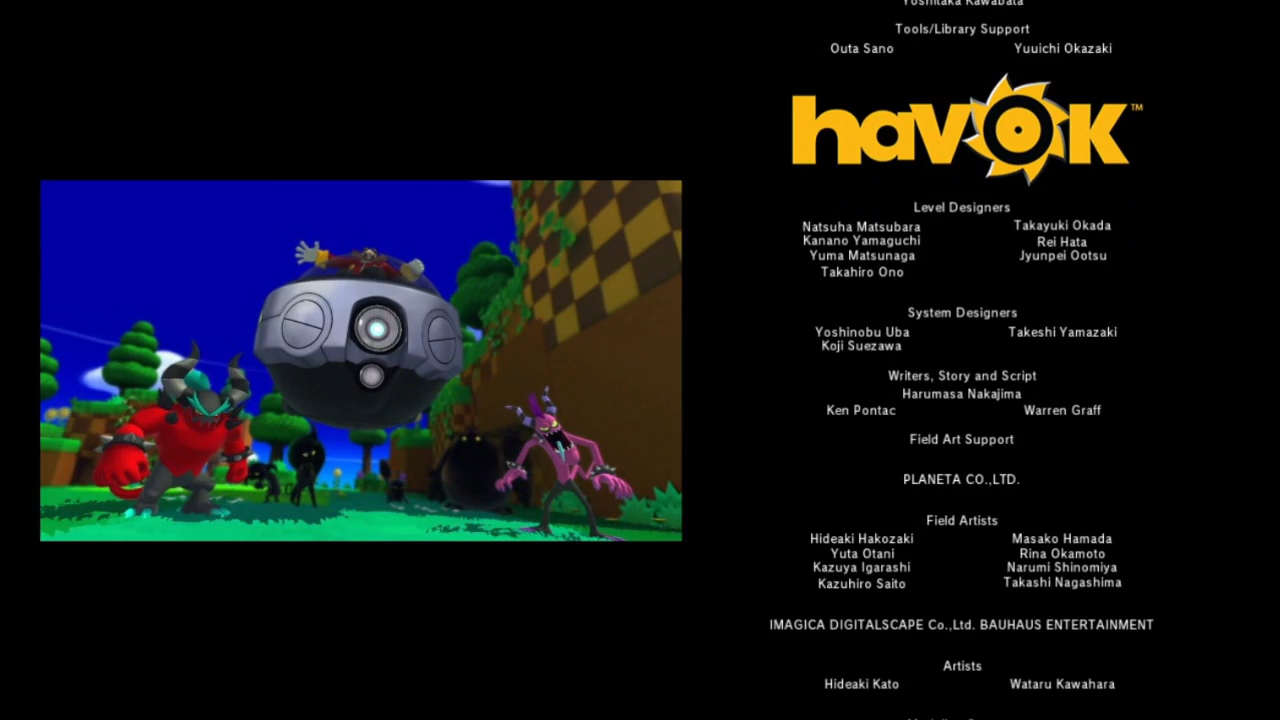 Yoshitaka Kawabata
Tools/Library Support
Outa Sano Yuuichi Okazaki
havok™
Level Designers
Natsuha Matsubara Takayuki Okada
Kanano Yamaguchi Rei Hata
Yuma Matsunaga Jyunpei Ootsu
Takahiro Ono
System Designers
Yoshinobu Uba Takeshi Yamazaki
Koji Suezawa
Writers, Story and Script
Harumasa Nakajima
Ken Pontac Warren Graff
Field Art Support
PLANETA CO.,LTD.
Field Artists
Hideaki Hakozaki Masako Hamada
Yuta Otani Rina Okamoto
Kazuya Igarashi Narumi Shinomiya
Kazuhiro Saito Takashi Nagashima
IMAGICA DIGITALSCAPE Co.,Ltd. BAUHAUS ENTERTAINMENT
Artists
Hideaki Kato Wataru Kawahara